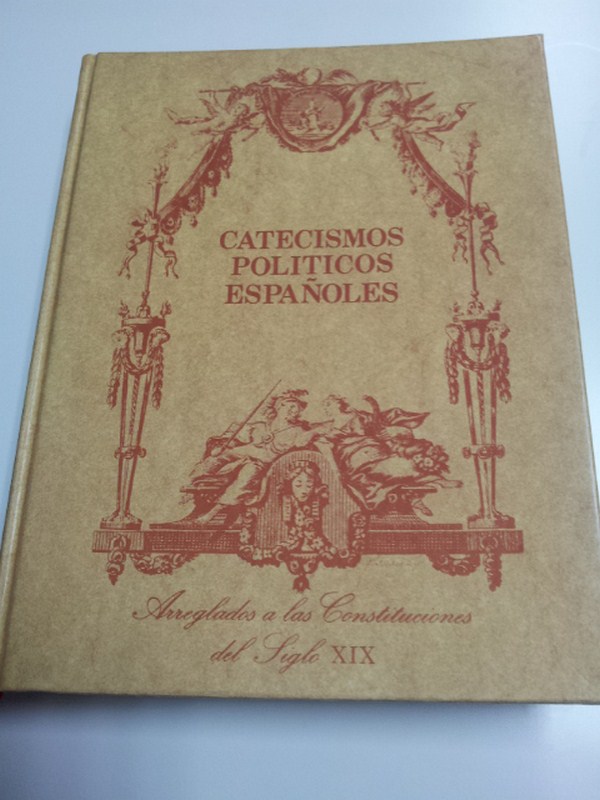 CATECISMOS
POLITICOS
ESPAÑOLES
Arreglados a las Constituciones
del Siglo XIX